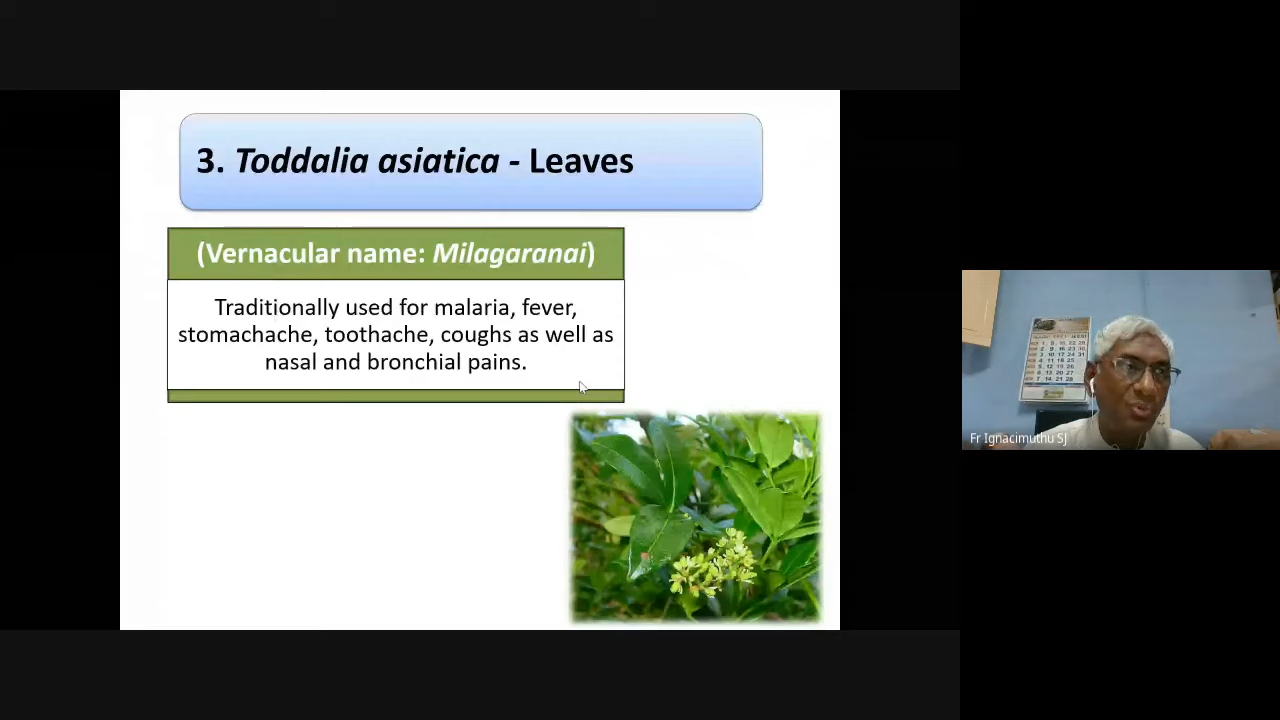 3. Toddalia asiatica - Leaves
(Vernacular name: Milagaranai)
Traditionally used for malaria, fever,
stomachache, toothache, coughs as well as
nasal and bronchial pains.
Fr Ignacimuthu SJ